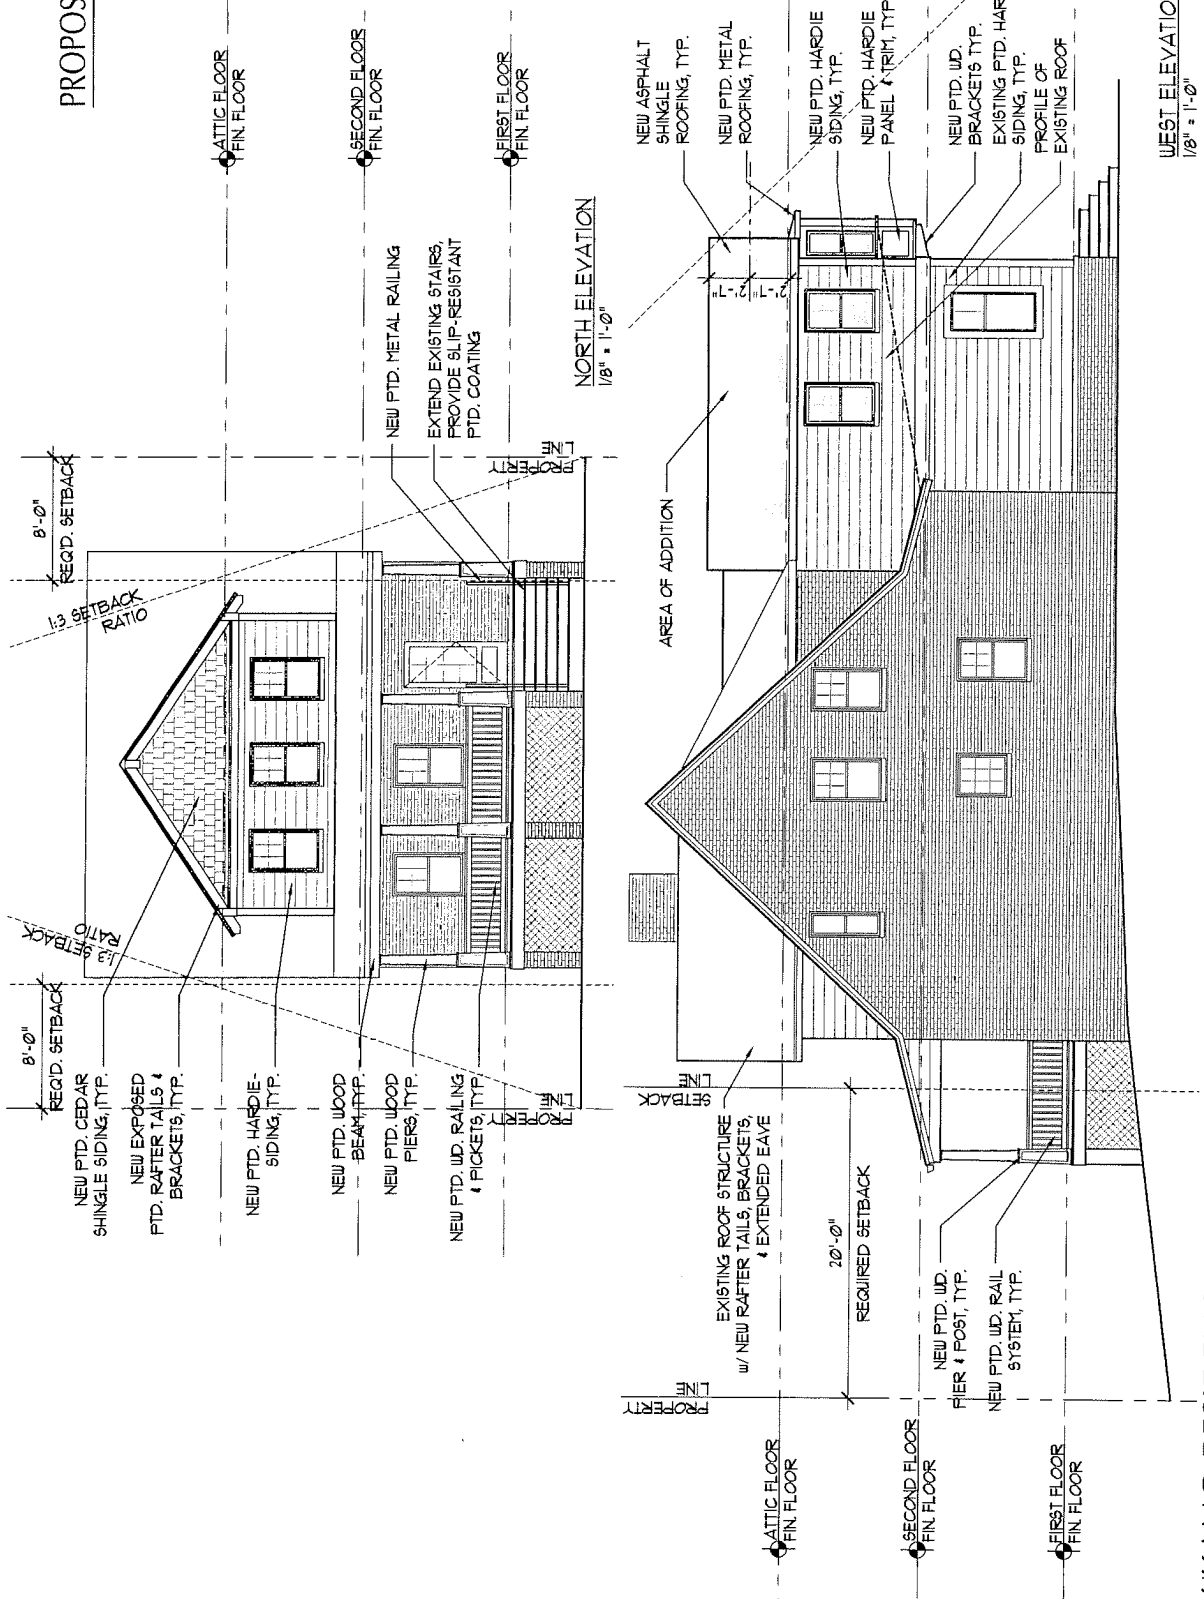 PROPOS
8'-0"
REQ'D. SETBACK
8'-0"
REQ'D. SETBACK
1:3 SETBACK
RATIO
1:3 SETBACK
RATIO
NEW PTD. CEDAR
SHINGLE SIDING, TYP.
NEW EXPOSED
PTD. RAFTER TAILS &
BRACKETS, TYP.
NEW PTD. HARDIE-
SIDING, TYP.
NEW PTD. WOOD
BEAM, TYP.
NEW PTD. WOOD
PIERS, TYP.
NEW PTD. WD. RAILING
& PICKETS, TYP
PROPERTY
LINE
PROPERTY
LINE
NEW PTD. METAL RAILING
EXTEND EXISTING STAIRS,
PROVIDE SLIP-RESISTANT
PTD. COATING
ATTIC FLOOR
FIN. FLOOR
SECOND FLOOR
FIN. FLOOR
FIRST FLOOR
FIN. FLOOR
NORTH ELEVATION
1/8" = 1'-0"
PROPERTY
LINE
SETBACK
LINE
EXISTING ROOF STRUCTURE
w/ NEW RAFTER TAILS, BRACKETS,
& EXTENDED EAVE
20'-0"
REQUIRED SETBACK
NEW PTD. WD.
PIER & POST, TYP.
NEW PTD. WD. RAIL
SYSTEM, TYP.
ATTIC FLOOR
FIN. FLOOR
SECOND FLOOR
FIN. FLOOR
FIRST FLOOR
FIN. FLOOR
AREA OF ADDITION
2'-7"
2'-7"
NEW ASPHALT
SHINGLE
ROOFING, TYP.
NEW PTD. METAL
ROOFING, TYP.
NEW PTD. HARDIE
SIDING, TYP.
NEW PTD. HARDIE
PANEL & TRIM, TYP
NEW PTD. WD.
BRACKETS TYP.
EXISTING PTD. HAR
SIDING, TYP.
PROFILE OF
EXISTING ROOF
WEST ELEVATIO
1/8" = 1'-0"